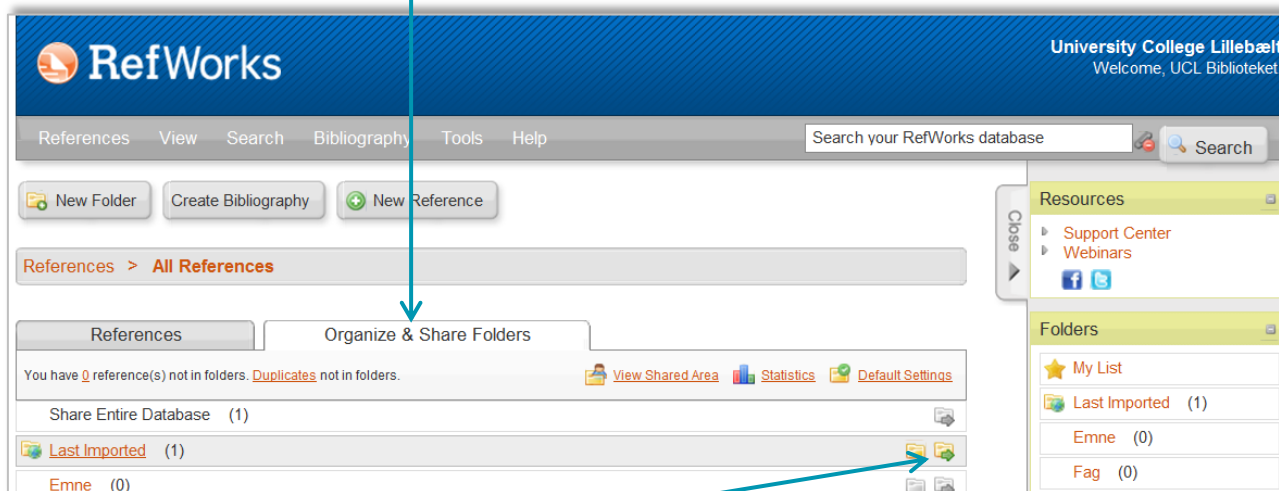 RefWorks
University College Lillebælt
Welcome, UCL Biblioteket
References View Search Bibliography Tools Help
Search your RefWorks database
Search
New Folder
Create Bibliography
New Reference
References > All References
Close
Resources
Support Center
Webinars
References
Organize & Share Folders
You have 0 reference(s) not in folders. Duplicates not in folders.
View Shared Area
Statistics
Default Settings
Share Entire Database (1)
Last Imported (1)
Emne (0)
Folders
My List
Last Imported (1)
Emne (0)
Fag (0)